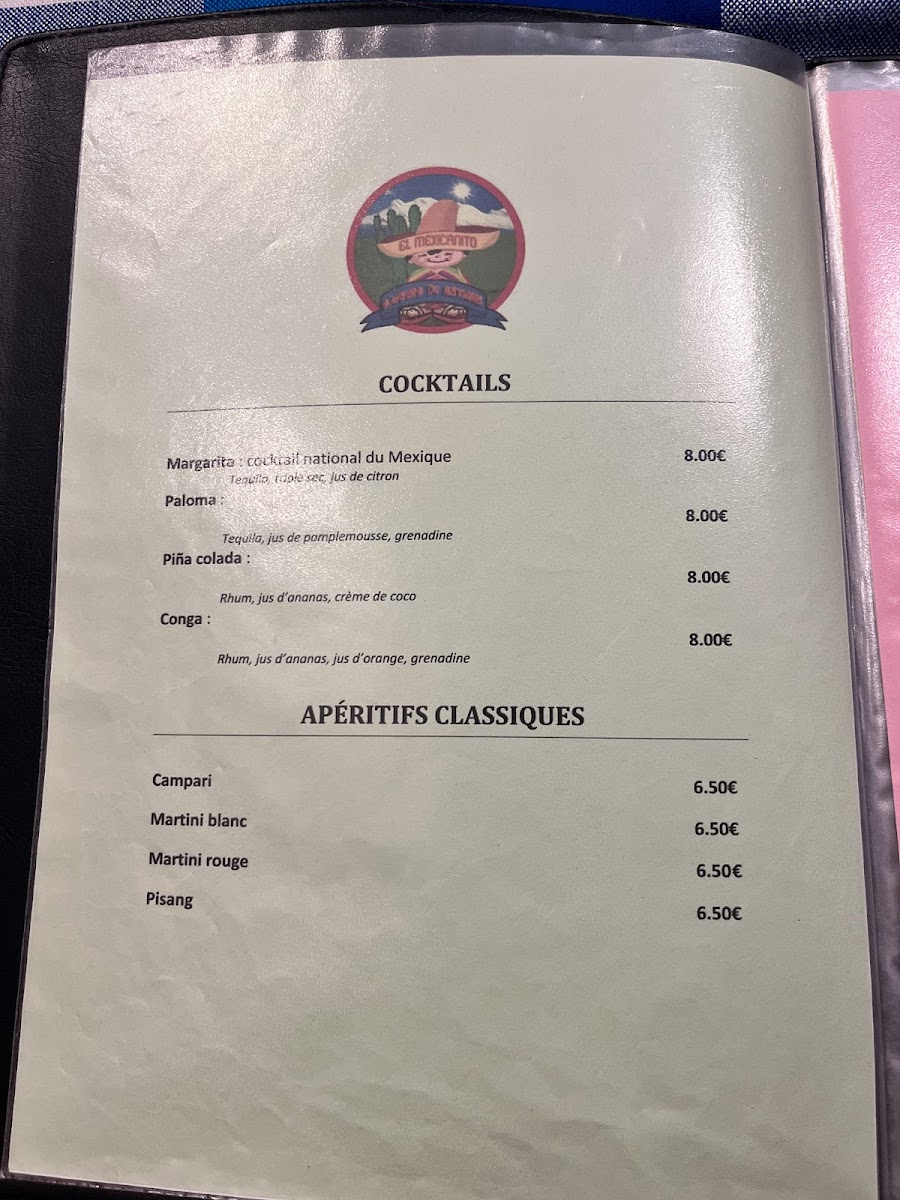 EL MEXICANITO
COCKTAILS
Margarita : cocktail national du Mexique 8.00€
Tequila, triple sec, jus de citron
Paloma :
8.00€
Tequila, jus de pamplemousse, grenadine
Piña colada :
8.00€
Rhum, jus d'ananas, crème de coco
Conga :
8.00€
Rhum, jus d'ananas, jus d'orange, grenadine
APÉRITIFS CLASSIQUES
Campari 6.50€
Martini blanc 6.50€
Martini rouge 6.50€
Pisang 6.50€